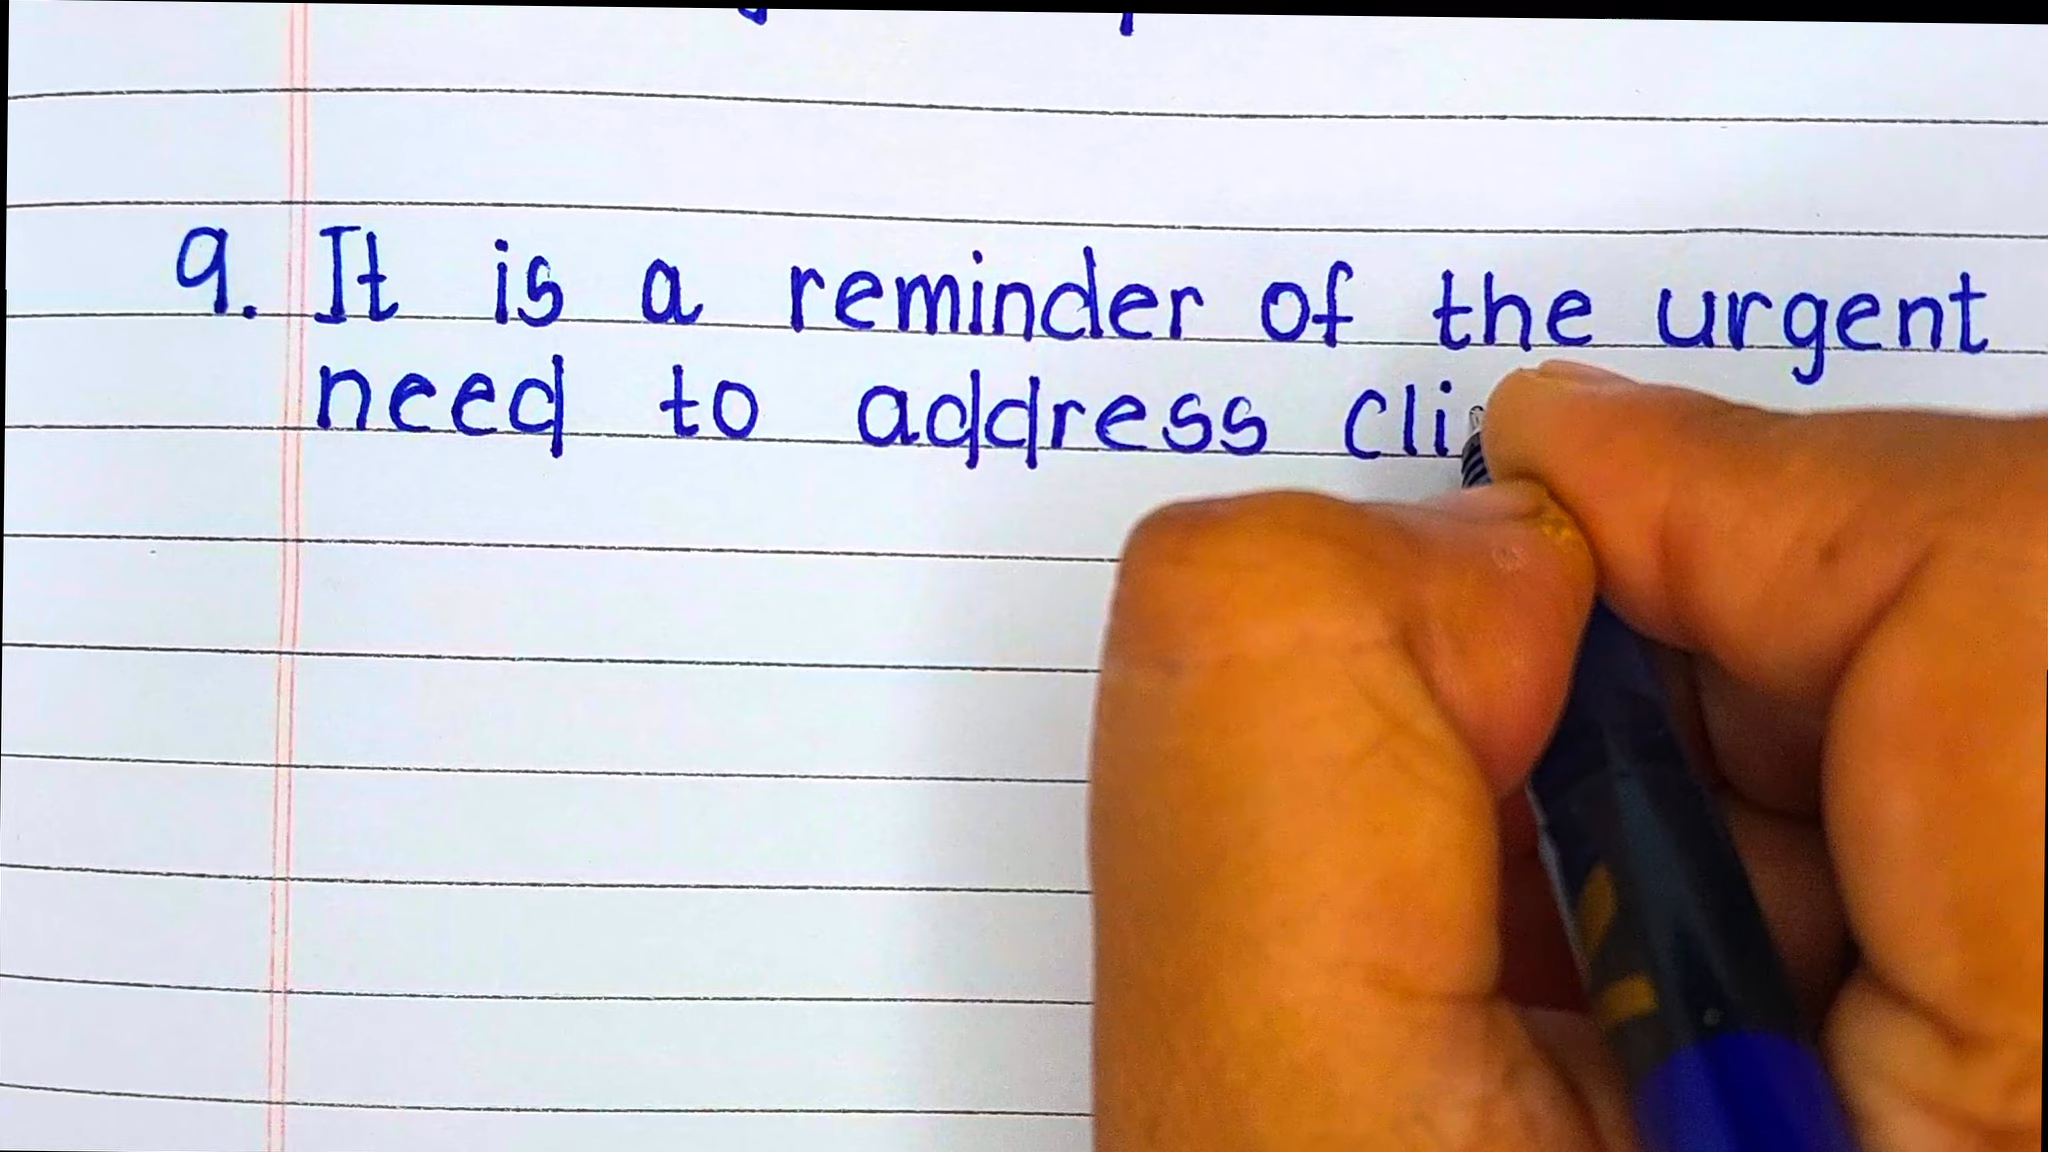 9. It is a reminder of the urgent
need to address cli